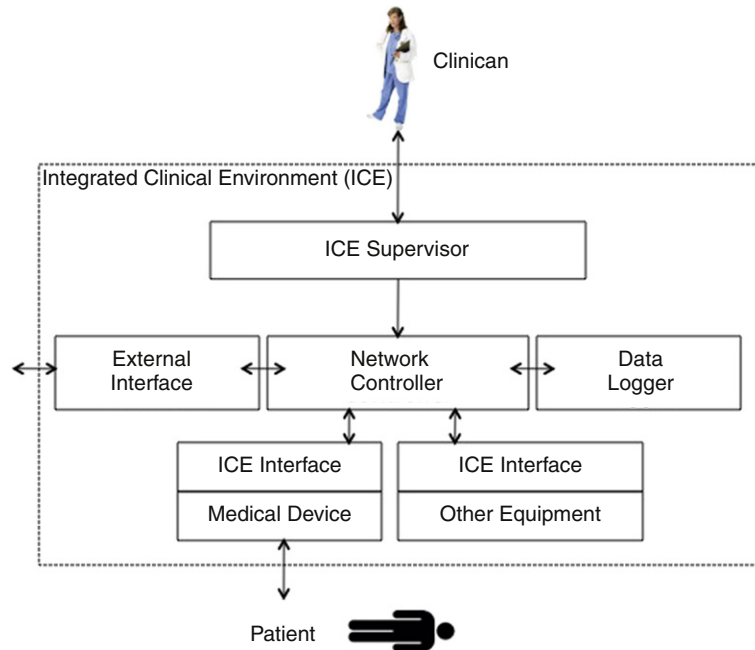 Clinican
Integrated Clinical Environment (ICE)
ICE Supervisor
External
Interface
Network
Controller
Data
Logger
ICE Interface
Medical Device
ICE Interface
Other Equipment
Patient